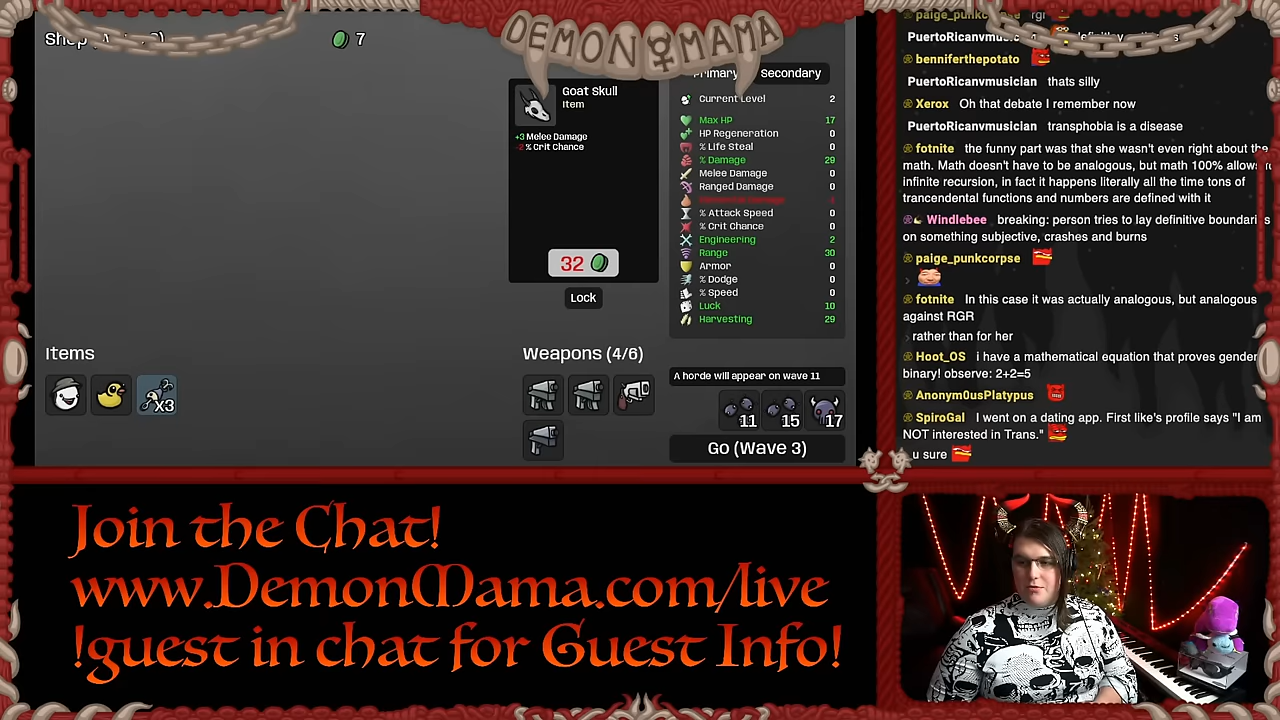 DEMON MAMA
7
Primary
Secondary
Goat Skull
Item
+3 Melee Damage
-2 % Crit Chance
32
Lock
Current Level 2
Max HP 17
HP Regeneration 0
% Life Steal 0
% Damage 29
Melee Damage 0
Ranged Damage 0
% Attack Speed 0
% Crit Chance 0
Engineering 2
Range 30
Armor 0
% Dodge 0
% Speed 0
Luck 10
Harvesting 29
Items
x3
Weapons (4/6)
A horde will appear on wave 11
11 15 17
Go (Wave 3)
Join the Chat!
www.DemonMama.com/live
!guest in chat for Guest Info!
benniferthepotato
PuertoRicanvmusician thats silly
Xerox Oh that debate I remember now
PuertoRicanvmusician transphobia is a disease
fotnite the funny part was that she wasn't even right about the
math. Math doesn't have to be analogous, but math 100%
infinite recursion, in fact it happens literally all the time tons of
trancendental functions and numbers are defined with it
Windlebee breaking: person tries to lay definitive
on something subjective, crashes and burns
paige_punkcorpse
fotnite In this case it was actually analogous, but analogous
against RGR
rather than for her
Hoot_OS i have a mathematical equation that proves gender
binary! observe: 2+2=5
Anonym0usPlatypus
SpiroGal I went on a dating app. First like's profile says "I am
NOT interested in Trans."
u sure